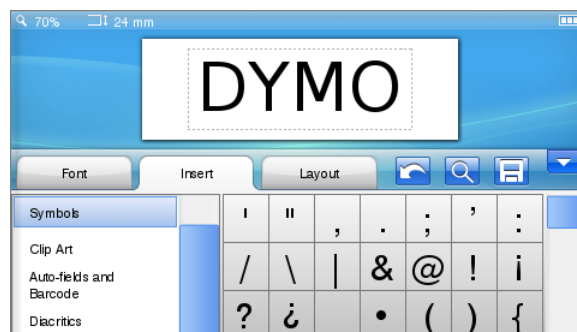 70% 24 mm
DYMO
Font Insert Layout
Symbols
Clip Art
Auto-fields and
Barcode
Diacritics
' " , . ; ’ :
/ \ | & @ ! ¡
? ¿ • ( ) {